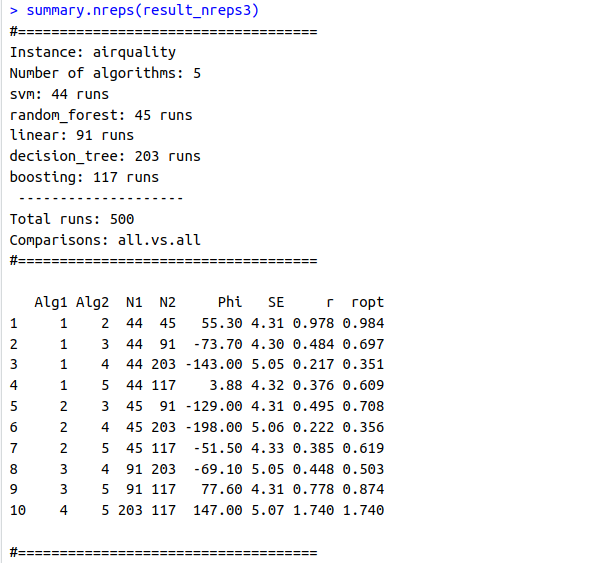 > summary.nreps(result_nreps3)
#====================================
Instance: airquality
Number of algorithms: 5
svm: 44 runs
random_forest: 45 runs
linear: 91 runs
decision_tree: 203 runs
boosting: 117 runs
 --------------------
Total runs: 500
Comparisons: all.vs.all
#====================================

   Alg1 Alg2  N1  N2     Phi   SE     r  ropt
1     1    2  44  45   55.30 4.31 0.978 0.984
2     1    3  44  91  -73.70 4.30 0.484 0.697
3     1    4  44 203 -143.00 5.05 0.217 0.351
4     1    5  44 117    3.88 4.32 0.376 0.609
5     2    3  45  91 -129.00 4.31 0.495 0.708
6     2    4  45 203 -198.00 5.06 0.222 0.356
7     2    5  45 117  -51.50 4.33 0.385 0.619
8     3    4  91 203  -69.10 5.05 0.448 0.503
9     3    5  91 117   77.60 4.31 0.778 0.874
10    4    5 203 117  147.00 5.07 1.740 1.740

#====================================